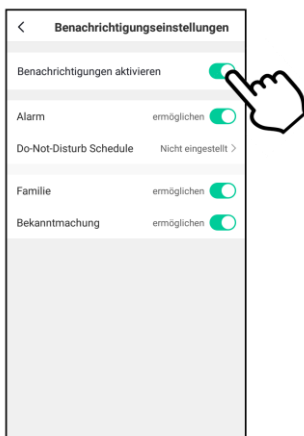 Benachrichtigungseinstellungen
Benachrichtigungen aktivieren
Alarm ermöglichen
Do-Not-Disturb Schedule Nicht eingestellt >
Familie ermöglichen
Bekanntmachung ermöglichen